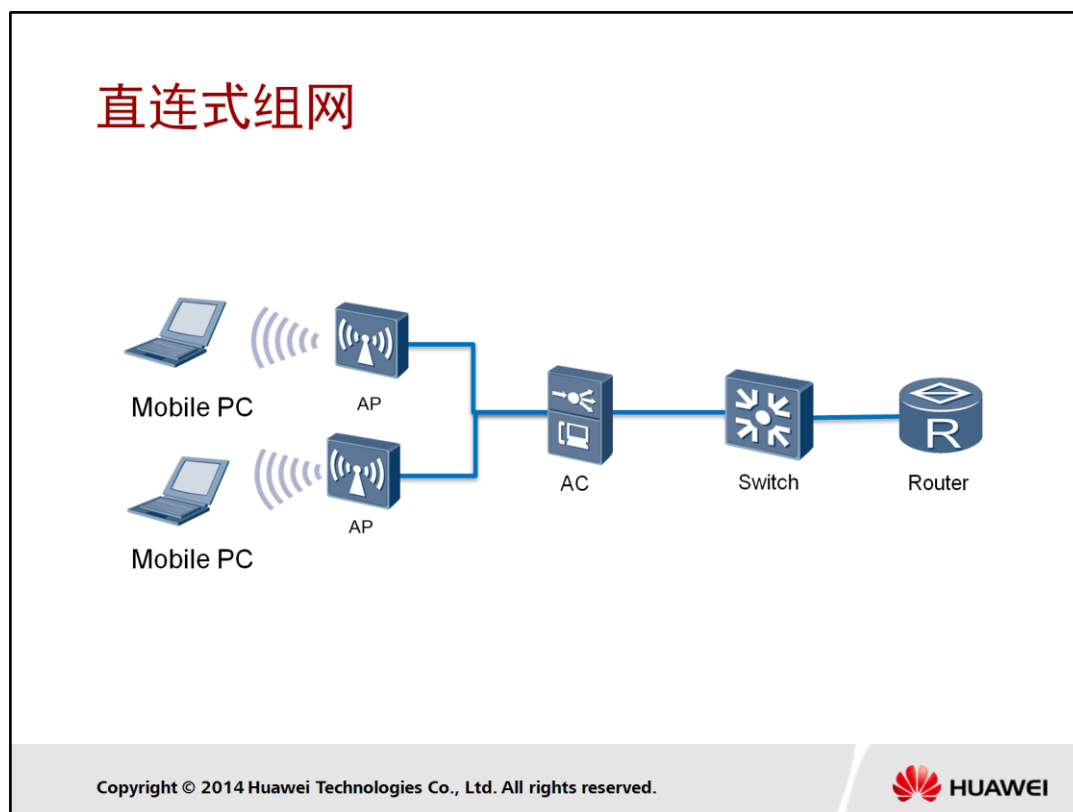 直连式组网
Mobile PC
AP
Mobile PC
AP
AC
Switch
Router
R
Copyright © 2014 Huawei Technologies Co., Ltd. All rights reserved.
HUAWEI